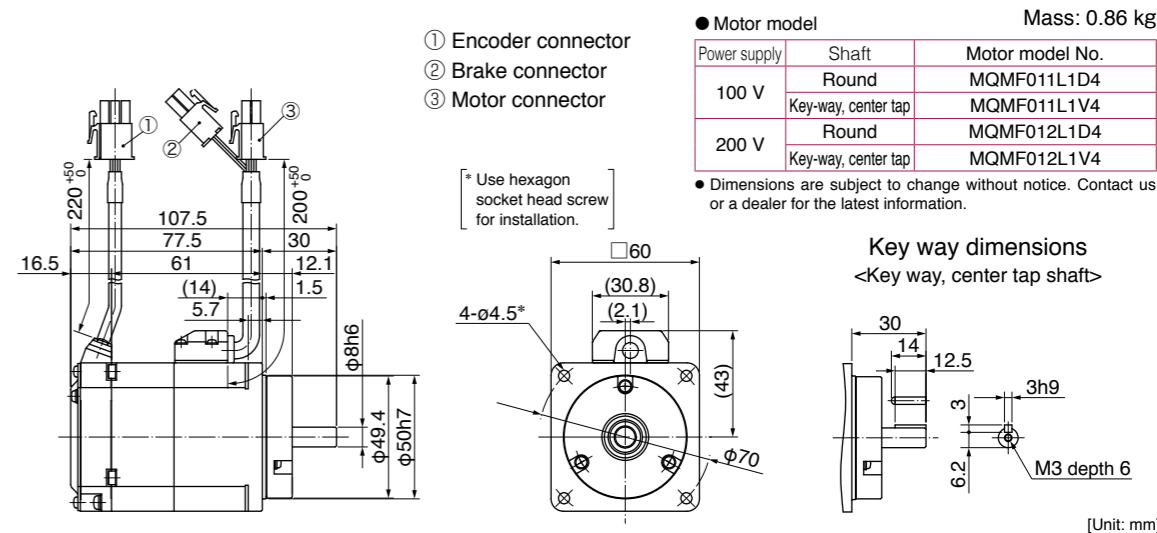 ① Encoder connector
② Brake connector
③ Motor connector
● Motor model
Mass: 0.86 kg
Power supply Shaft Motor model No.
100 V Round MQMF011L1D4
Key-way, center tap MQMF011L1V4
200 V Round MQMF012L1D4
Key-way, center tap MQMF012L1V4
● Dimensions are subject to change without notice. Contact us
or a dealer for the latest information.
* Use hexagon
socket head screw
for installation.
①
②
③
220 +50 0
200 +50 0
107.5
77.5 30
16.5 61 12.1
(14) 1.5
5.7
ϕ8h6
ϕ49.4
ϕ50h7
□60
(30.8)
(2.1)
4-ø4.5*
(43)
ϕ70
Key way dimensions
<Key way, center tap shaft>
30
14
12.5
3h9
3
6.2
M3 depth 6
[Unit: mm]